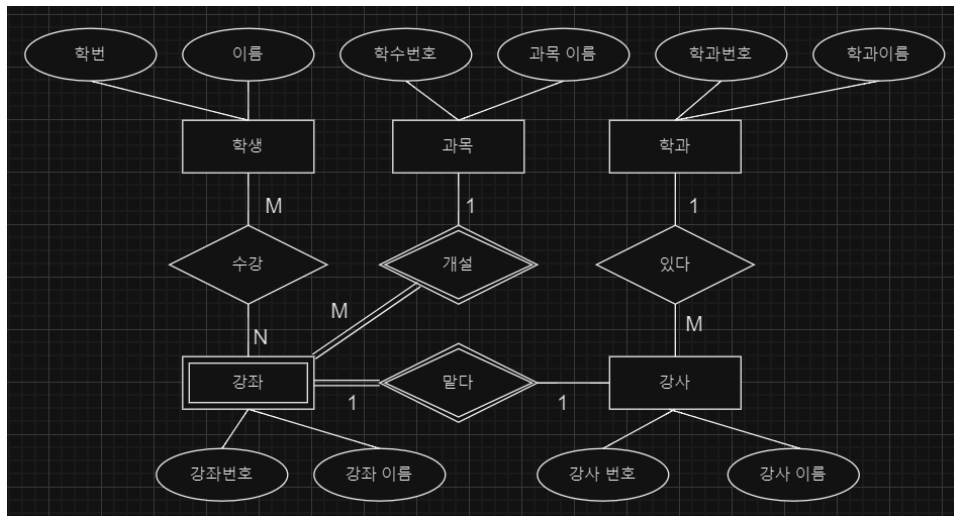 학번
이름
학수번호
과목 이름
학과번호
학과이름
학생
과목
학과
M
1
1
수강
개설
있다
M
N
M
강좌
맡다
강사
1
1
강좌번호
강좌 이름
강사 번호
강사 이름